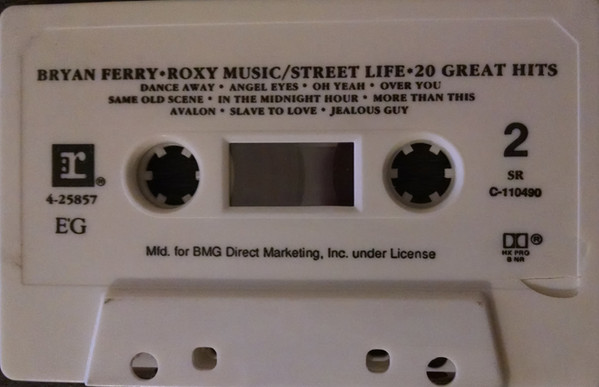 BRYAN FERRY•ROXY MUSIC/STREET LIFE•20 GREAT HITS
DANCE AWAY • ANGEL EYES • OH YEAH • OVER YOU
SAME OLD SCENE • IN THE MIDNIGHT HOUR • MORE THAN THIS
AVALON • SLAVE TO LOVE • JEALOUS GUY
r®
4-25857
E'G
2
SR
C-110490
Mfd. for BMG Direct Marketing, Inc. under License
®
HX PRO
B NR